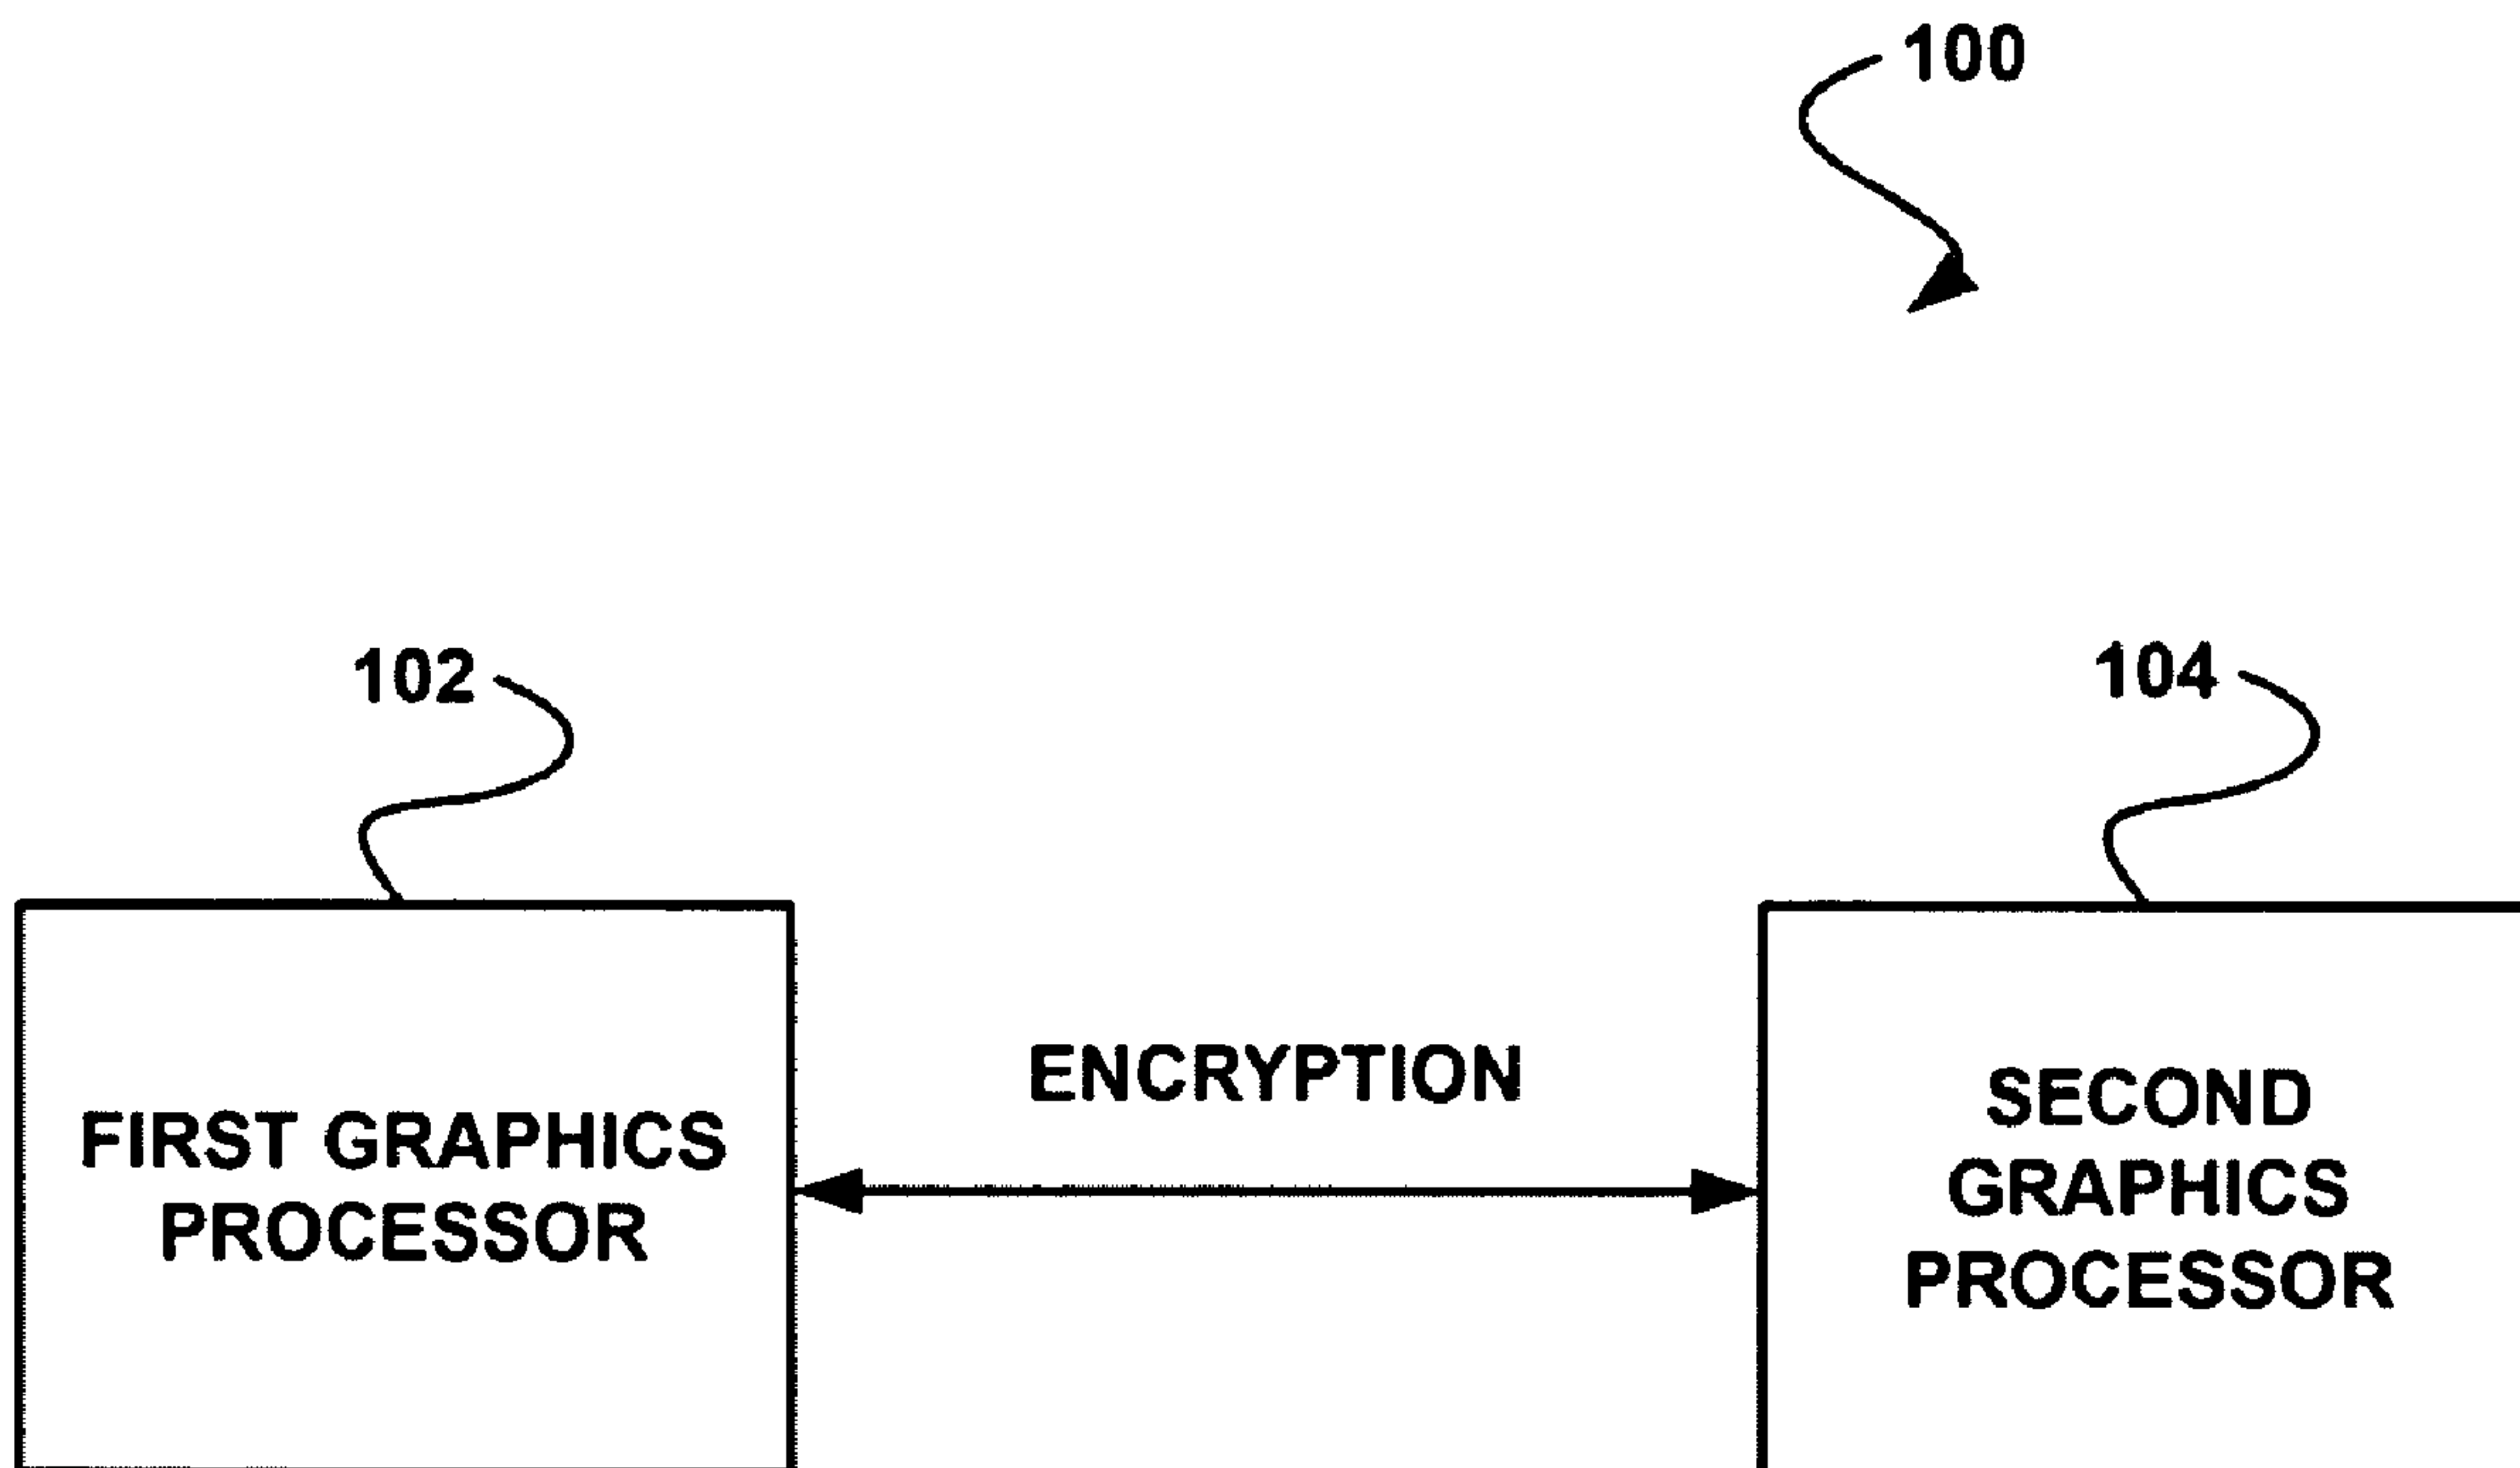 100
102
104
ENCRYPTION
FIRST GRAPHICS
PROCESSOR
SECOND
GRAPHICS
PROCESSOR